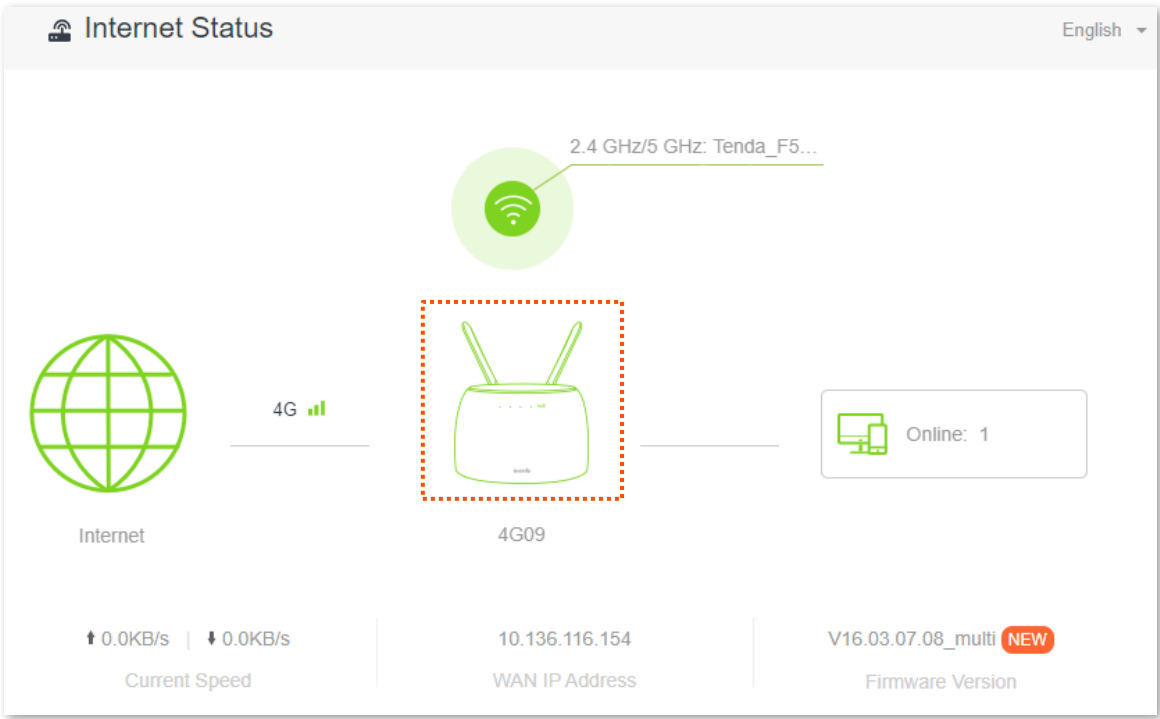 Internet Status
English
2.4 GHz/5 GHz: Tenda_F5...
4G
Online: 1
Internet
4G09
0.0KB/s | 0.0KB/s
10.136.116.154
V16.03.07.08_multi NEW
Current Speed
WAN IP Address
Firmware Version